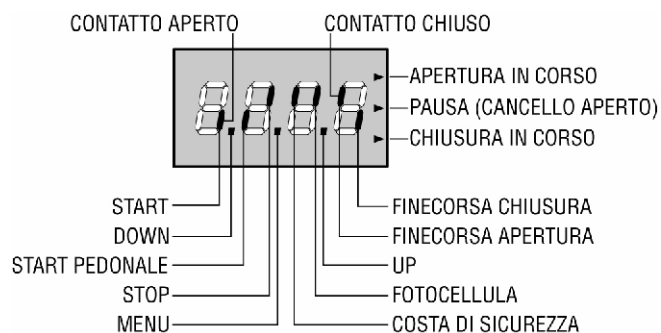 CONTATTO APERTO
CONTATTO CHIUSO
APERTURA IN CORSO
PAUSA (CANCELLO APERTO)
CHIUSURA IN CORSO
START
DOWN
START PEDONALE
STOP
MENU
FINECORSA CHIUSURA
FINECORSA APERTURA
UP
FOTOCELLULA
COSTA DI SICUREZZA